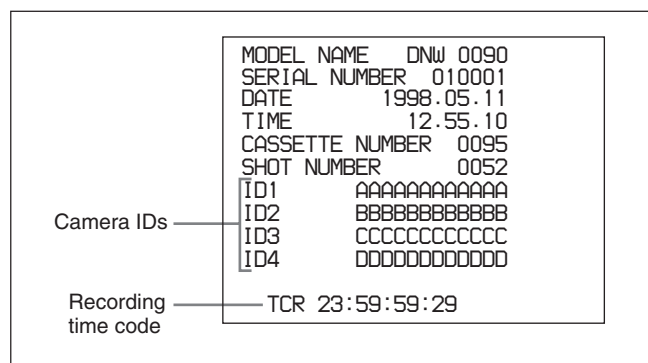 MODEL NAME DNW 0090
SERIAL NUMBER 010001
DATE 1998.05.11
TIME 12.55.10
CASSETTE NUMBER 0095
SHOT NUMBER 0052
ID1 AAAAAAAAAAAA
ID2 BBBBBBBBBBBB
ID3 CCCCCCCCCCCC
ID4 DDDDDDDDDDDD
Camera IDs
TCR 23:59:59:29
Recording
time code